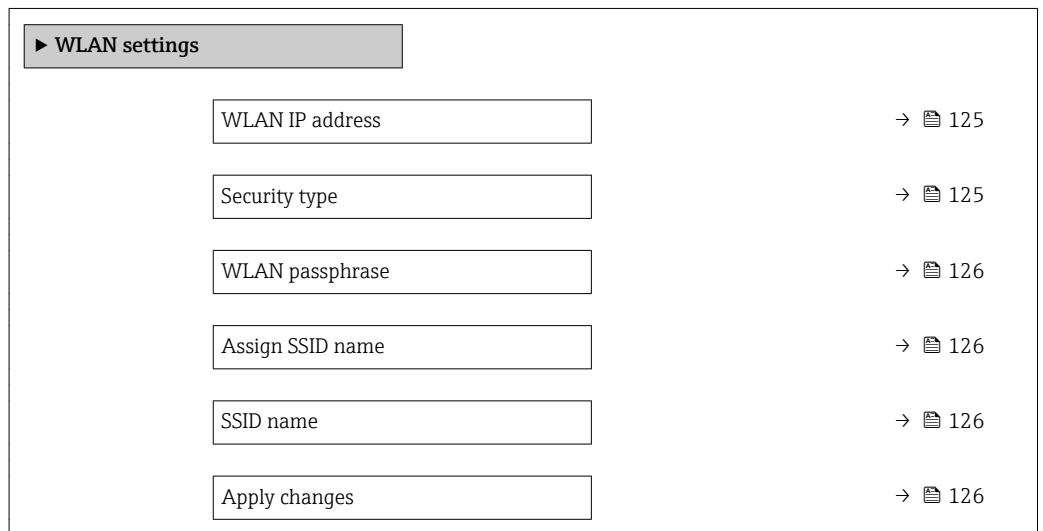 ► WLAN settings
WLAN IP address → 125
Security type → 125
WLAN passphrase → 126
Assign SSID name → 126
SSID name → 126
Apply changes → 126